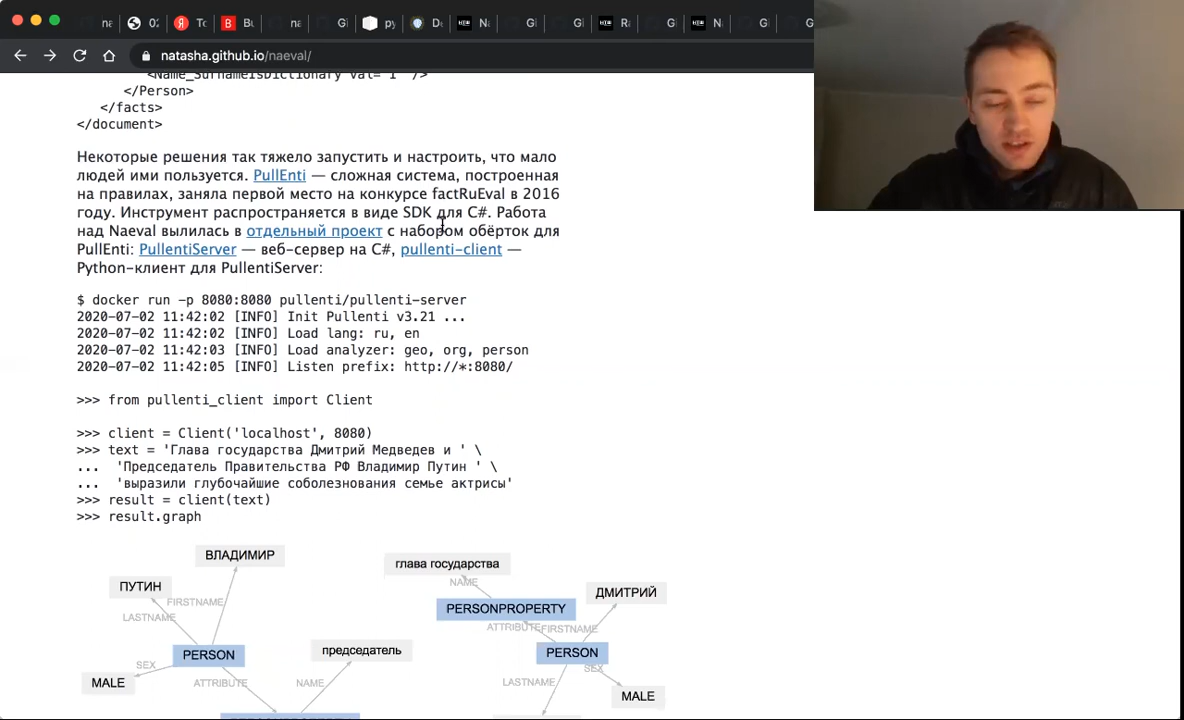 natasha.github.io/naeval/
<Name_SurnameIsDictionary val="1" />
</Person>
</facts>
</document>
Некоторые решения так тяжело запустить и настроить, что мало
людей ими пользуется. PullEnti — сложная система, построенная
на правилах, заняла первое место на конкурсе factRuEval в 2016
году. Инструмент распространяется в виде SDK для C#. Работа
над Naeval вылилась в отдельный проект с набором обёрток для
PullEnti: PullentiServer — веб-сервер на C#, pullenti-client —
Python-клиент для PullentiServer:
$ docker run -p 8080:8080 pullenti/pullenti-server
2020-07-02 11:42:02 [INFO] Init Pullenti v3.21 ...
2020-07-02 11:42:02 [INFO] Load lang: ru, en
2020-07-02 11:42:03 [INFO] Load analyzer: geo, org, person
2020-07-02 11:42:05 [INFO] Listen prefix: http://*:8080/
>>> from pullenti_client import Client
>>> client = Client('localhost', 8080)
>>> text = 'Глава государства Дмитрий Медведев и ' \
... 'Председатель Правительства РФ Владимир Путин ' \
... 'выразили глубочайшие соболезнования семье актрисы'
>>> result = client(text)
>>> result.graph
ВЛАДИМИР
глава государства
ПУТИН
NAME
ДМИТРИЙ
FIRSTNAME
PERSONPROPERTY
LASTNAME
ATTRIBUTE
FIRSTNAME
PERSON
председатель
PERSON
SEX
SEX
MALE
ATTRIBUTE
NAME
LASTNAME
MALE